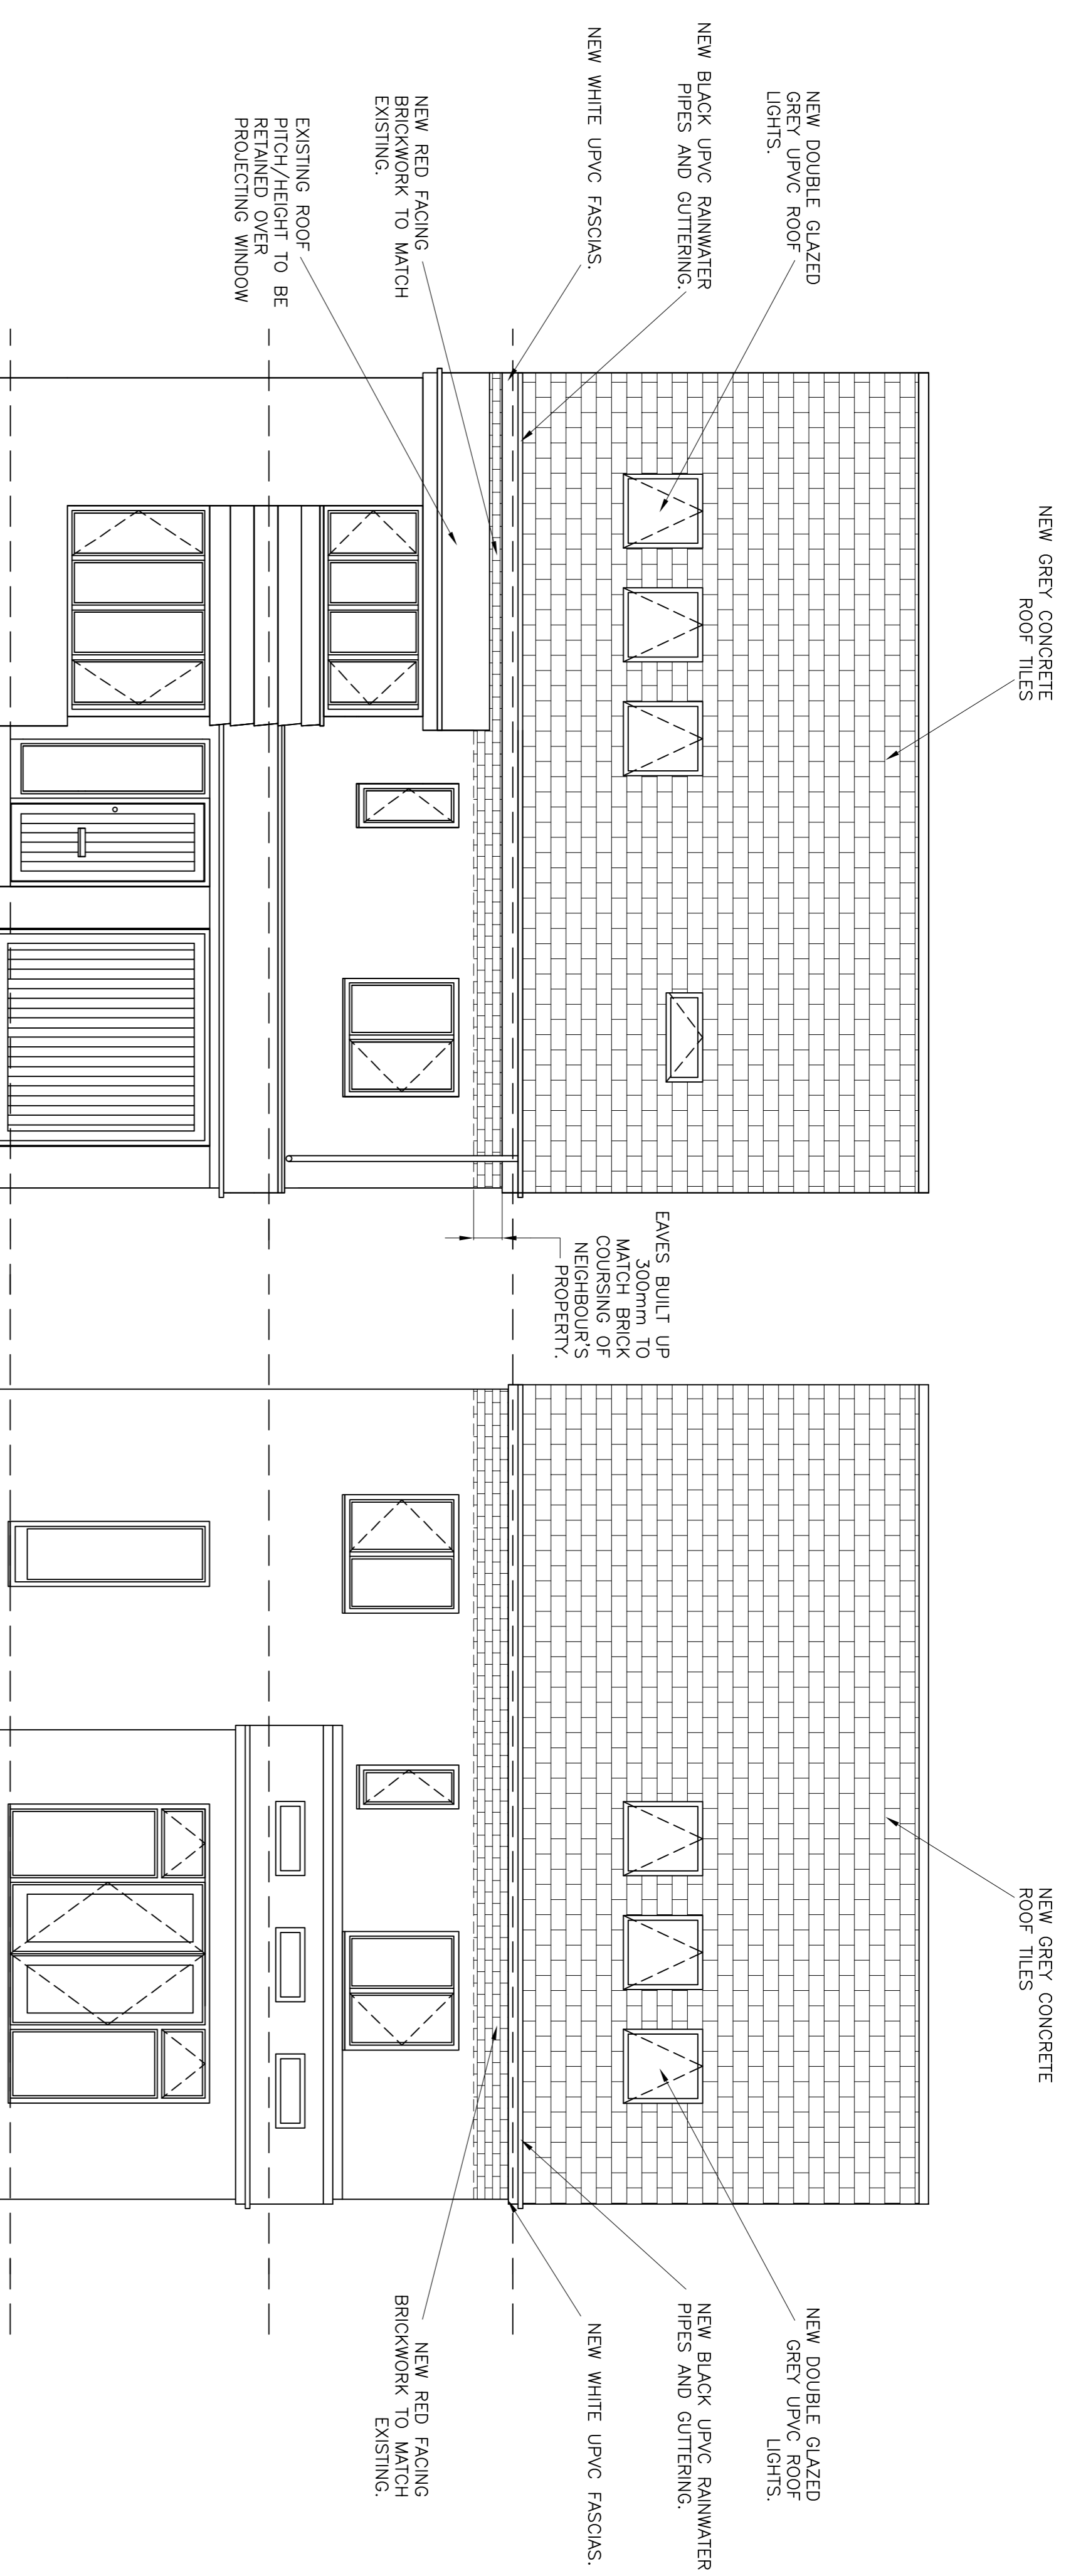 NEW GREY CONCRETE
ROOF TILES
NEW DOUBLE GLAZED
GREY UPVC ROOF
LIGHTS.
NEW BLACK UPVC RAINWATER
PIPES AND GUTTERING.
NEW WHITE UPVC FASCIAS.
NEW RED FACING
BRICKWORK TO MATCH
EXISTING.
EXISTING ROOF
PITCH/HEIGHT TO BE
RETAINED OVER
PROJECTING WINDOW
EAVES BUILT UP
300mm TO
MATCH BRICK
COURSING OF
NEIGHBOUR'S
PROPERTY.
NEW GREY CONCRETE
ROOF TILES
NEW DOUBLE GLAZED
GREY UPVC ROOF
LIGHTS.
NEW BLACK UPVC RAINWATER
PIPES AND GUTTERING.
NEW WHITE UPVC FASCIAS.
NEW RED FACING
BRICKWORK TO MATCH
EXISTING.